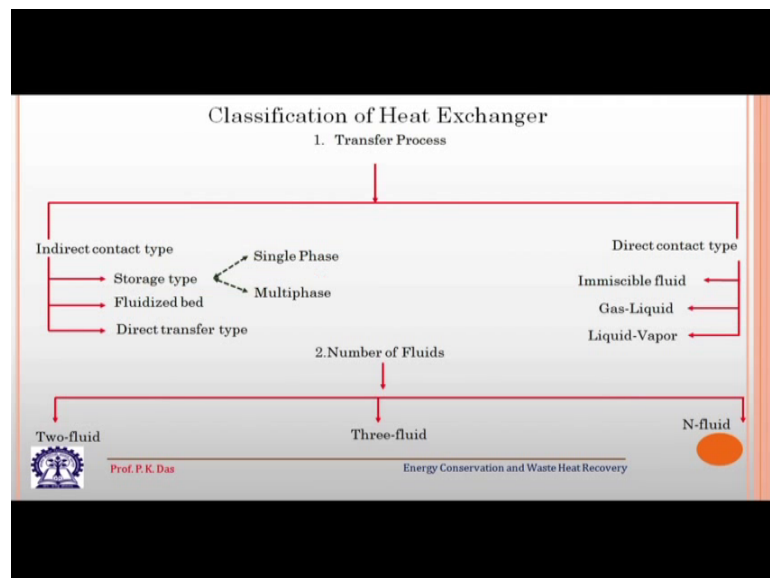 Classification of Heat Exchanger
1. Transfer Process
Indirect contact type
Storage type
Single Phase
Multiphase
Fluidized bed
Direct transfer type
Direct contact type
Immiscible fluid
Gas-Liquid
Liquid-Vapor
2.Number of Fluids
Two-fluid
Three-fluid
N-fluid
Prof. P. K. Das
Energy Conservation and Waste Heat Recovery